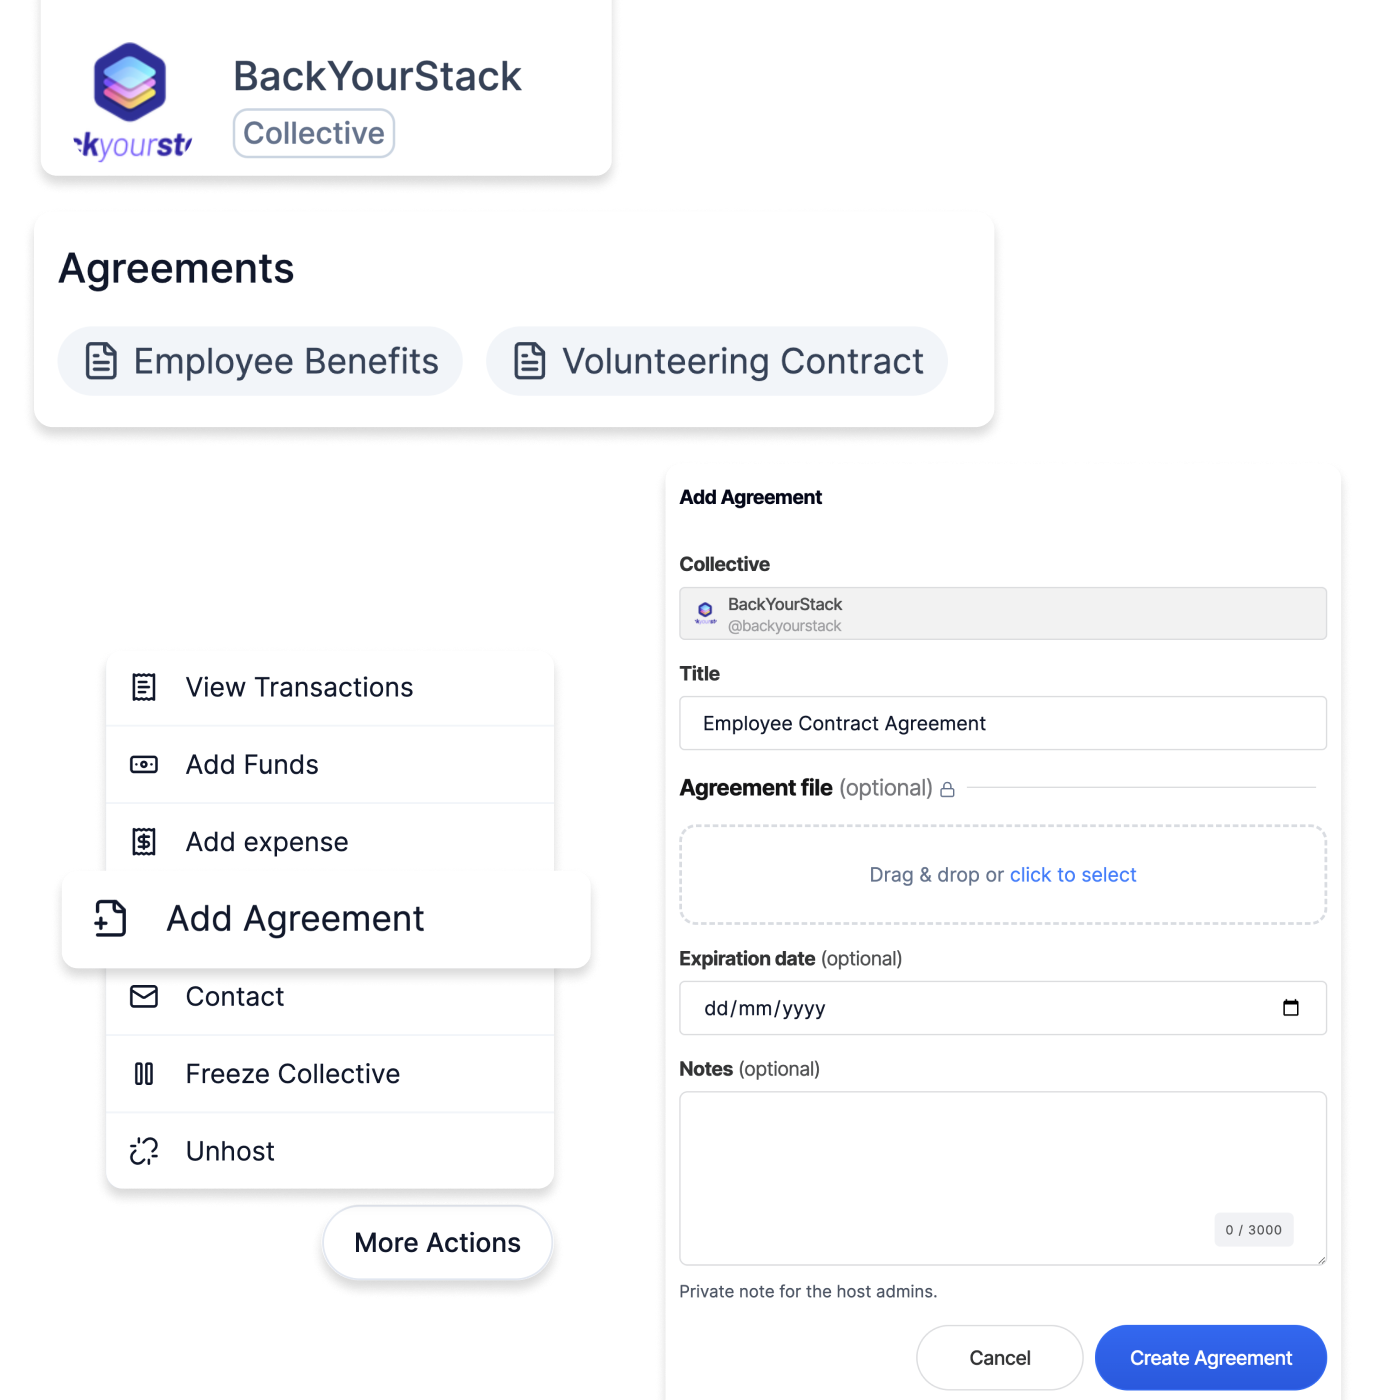 BackYourStack
Collective
kyourst
Agreements
Employee Benefits
Volunteering Contract
Add Agreement
Collective
BackYourStack
@backyourstack
Title
Employee Contract Agreement
Agreement file (optional)
Drag & drop or click to select
Expiration date (optional)
dd/mm/yyyy
Notes (optional)
0 / 3000
Private note for the host admins.
Cancel
Create Agreement
View Transactions
Add Funds
Add expense
Add Agreement
Contact
Freeze Collective
Unhost
More Actions